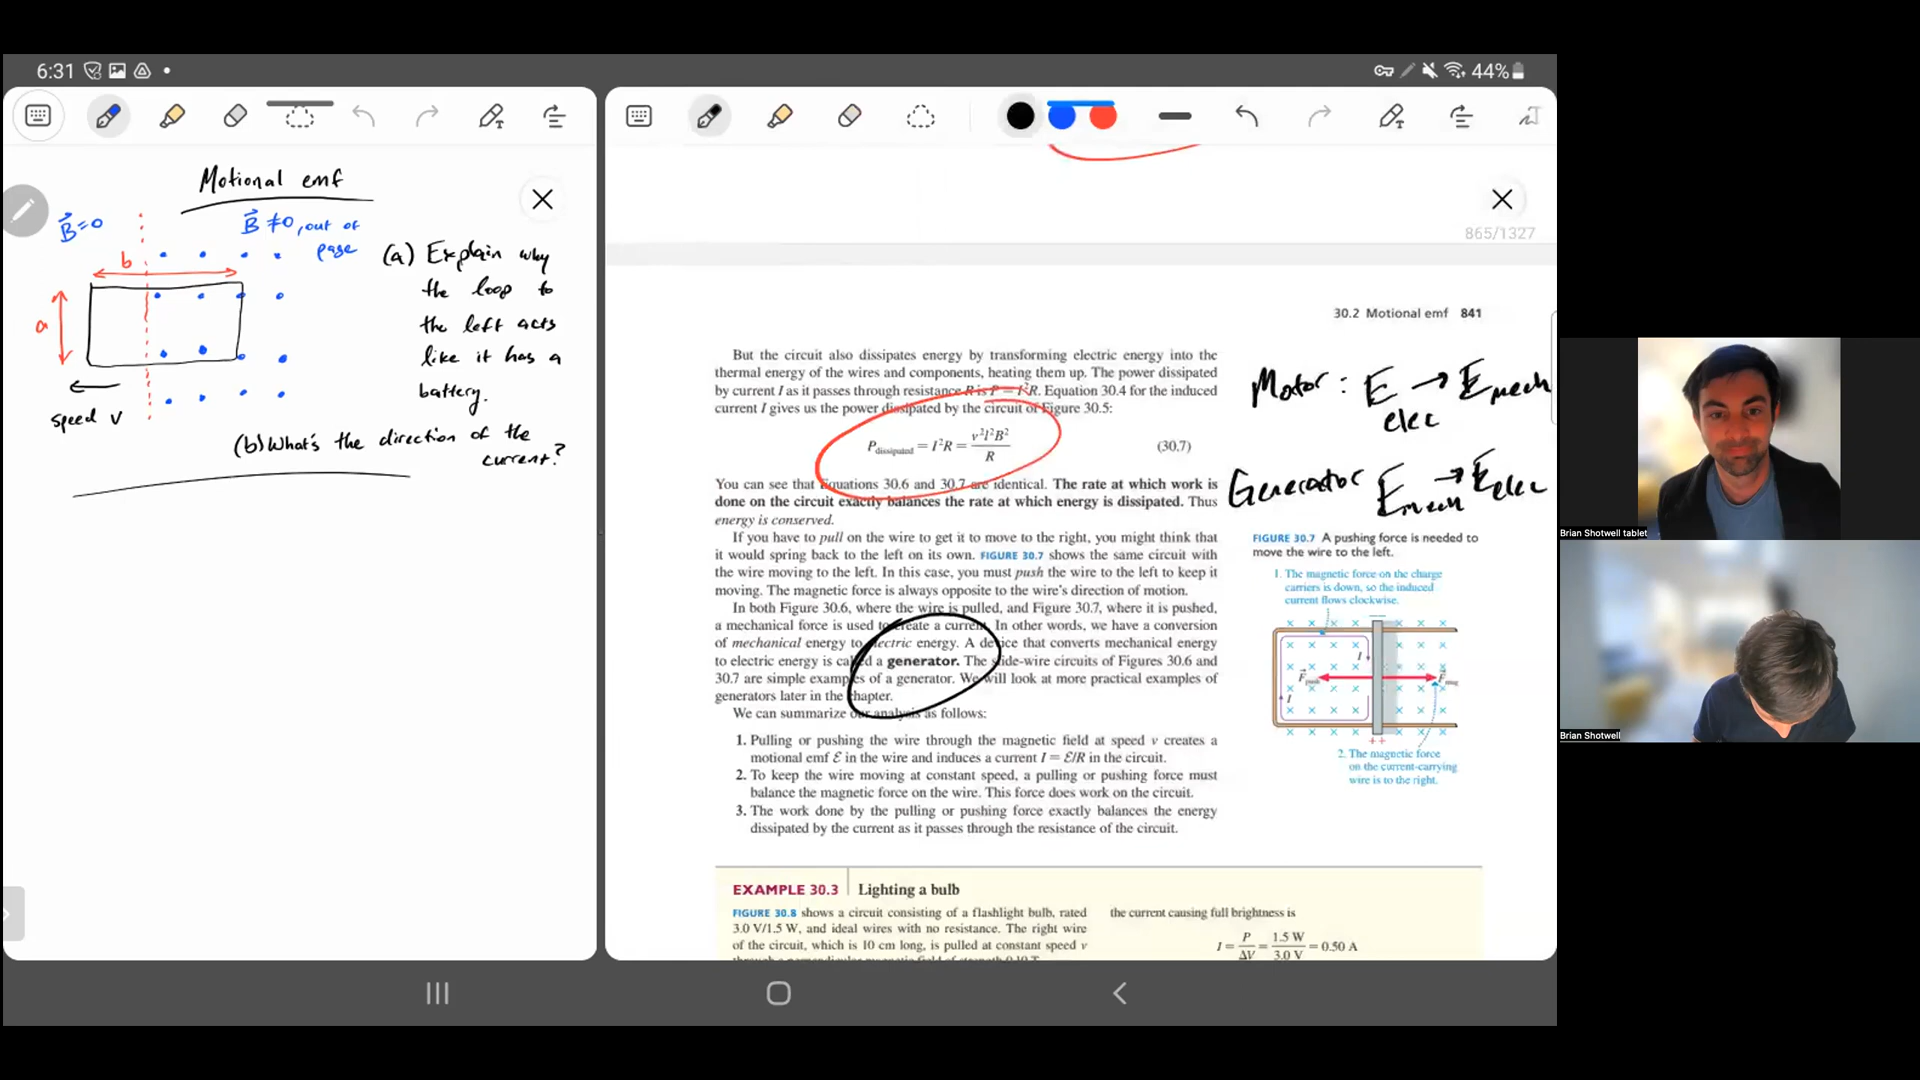 6:31
44%
Motional emf
B⃗=0
B⃗≠0, out of
page
b
a
speed v
(a) Explain why
the loop to
the left acts
like it has a
battery.
(b) What's the direction of the
current?
865/1327
30.2 Motional emf 841
But the circuit also dissipates energy by transforming electric energy into the
thermal energy of the wires and components, heating them up. The power dissipated
by current I as it passes through resistance R is P = I²R. Equation 30.4 for the induced
current I gives us the power dissipated by the circuit of Figure 30.5:
P dissipated = I²R = v²l²B² / R (30.7)
You can see that Equations 30.6 and 30.7 are identical. The rate at which work is
done on the circuit exactly balances the rate at which energy is dissipated. Thus
energy is conserved.
If you have to pull on the wire to get it to move to the right, you might think that
it would spring back to the left on its own. FIGURE 30.7 shows the same circuit with
the wire moving to the left. In this case, you must push the wire to the left to keep it
moving. The magnetic force is always opposite to the wire's direction of motion.
In both Figure 30.6, where the wire is pulled, and Figure 30.7, where it is pushed,
a mechanical force is used to create a current. In other words, we have a conversion
of mechanical energy to electric energy. A device that converts mechanical energy
to electric energy is called a generator. The slide-wire circuits of Figures 30.6 and
30.7 are simple examples of a generator. We will look at more practical examples of
generators later in the chapter.
We can summarize our analysis as follows:
1. Pulling or pushing the wire through the magnetic field at speed v creates a
motional emf ℰ in the wire and induces a current I = ℰ/R in the circuit.
2. To keep the wire moving at constant speed, a pulling or pushing force must
balance the magnetic force on the wire. This force does work on the circuit.
3. The work done by the pulling or pushing force exactly balances the energy
dissipated by the current as it passes through the resistance of the circuit.
Motor : E elec → E mech
Generator E mech → E elec
FIGURE 30.7 A pushing force is needed to
move the wire to the left.
1. The magnetic force on the charge
carriers is down, so the induced
current flows clockwise.
I
F⃗ push
F⃗ mag
I
++
2. The magnetic force
on the current-carrying
wire is to the right.
EXAMPLE 30.3 Lighting a bulb
FIGURE 30.8 shows a circuit consisting of a flashlight bulb, rated
3.0 V/1.5 W, and ideal wires with no resistance. The right wire
of the circuit, which is 10 cm long, is pulled at constant speed v
through a perpendicular magnetic field of strength 0.10 T.
the current causing full brightness is
I = P / ΔV = 1.5 W / 3.0 V = 0.50 A
Brian Shotwell tablet
Brian Shotwell